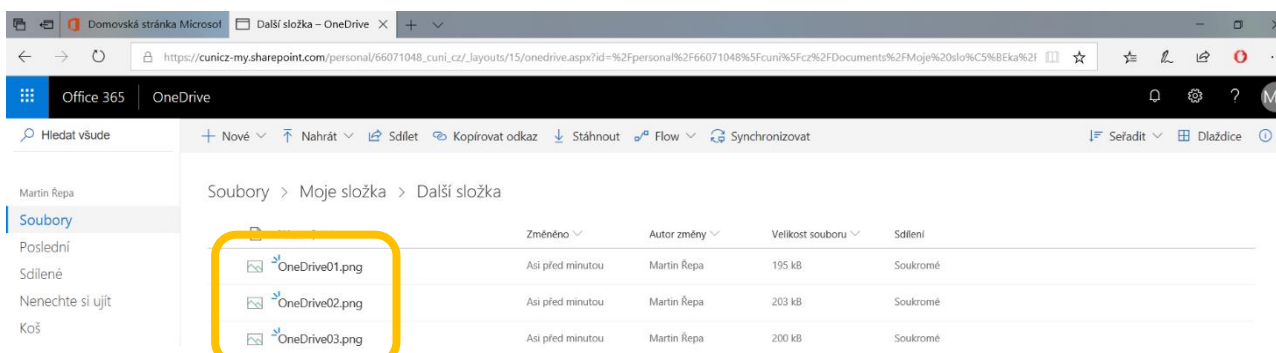 Domovská stránka Microsof
Další složka – OneDrive
https://cunicz-my.sharepoint.com/personal/66071048_cuni_cz/_layouts/15/onedrive.aspx?id=%2Fpersonal%2F66071048%5Fcuni%5Fcz%2FDocuments%2FMoje%20slo%C5%BEka%2F
Office 365 OneDrive ?
Hledat všude Nové Nahrát Sdílet Kopírovat odkaz Stáhnout Flow Synchronizovat Seřadit Dlaždice
Martin Řepa
Soubory > Moje složka > Další složka
Soubory
Poslední
Sdílené
Nenechte si ujít
Koš
Změněno Autor změny Velikost souboru Sdílení
OneDrive01.png Asi před minutou Martin Řepa 195 kB Soukromé
OneDrive02.png Asi před minutou Martin Řepa 203 kB Soukromé
OneDrive03.png Asi před minutou Martin Řepa 200 kB Soukromé